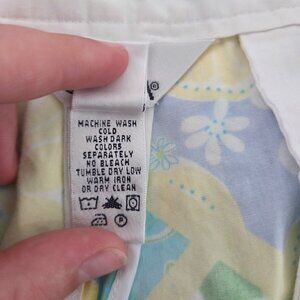 MACHINE WASH
COLD
WASH DARK
COLORS
SEPARATELY
NO BLEACH
TUMBLE DRY LOW
WARM IRON
OR DRY CLEAN
P